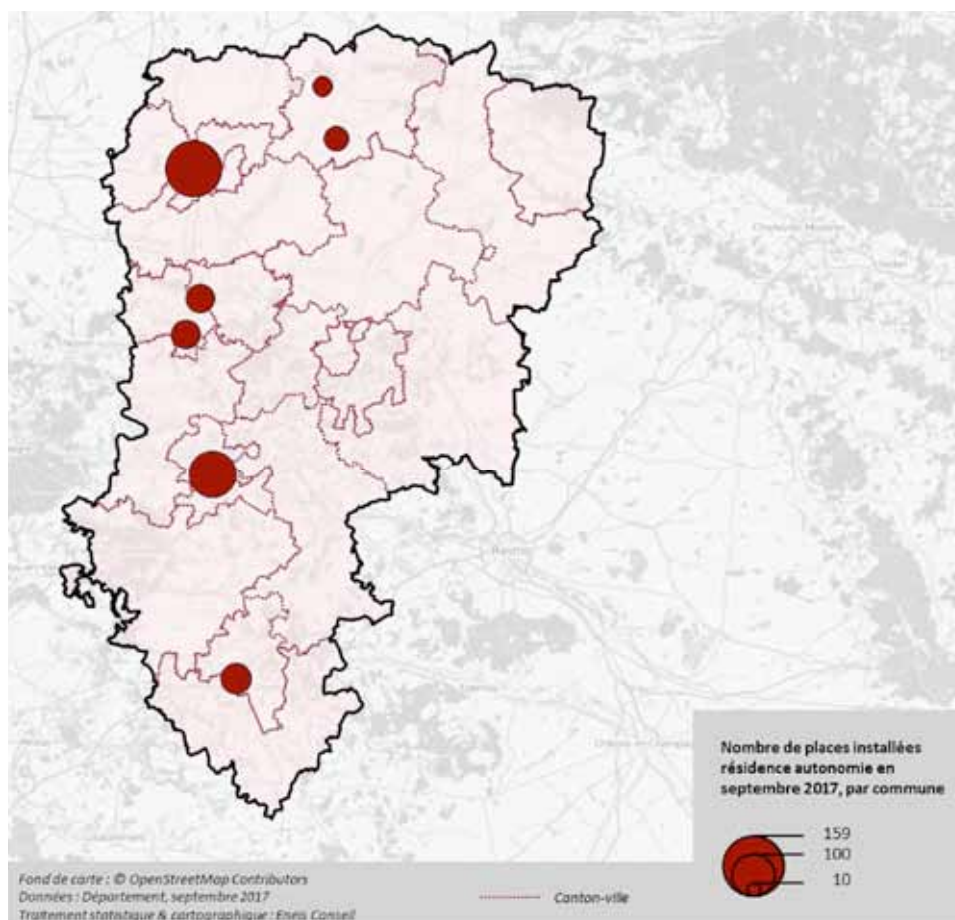 Nombre de places installées
résidence autonomie en
septembre 2017, par commune
159
100
10
Fond de carte : © OpenStreetMap Contributors
Données : Département, septembre 2017
Traitement statistique & cartographique : Eneis Conseil
Canton-ville